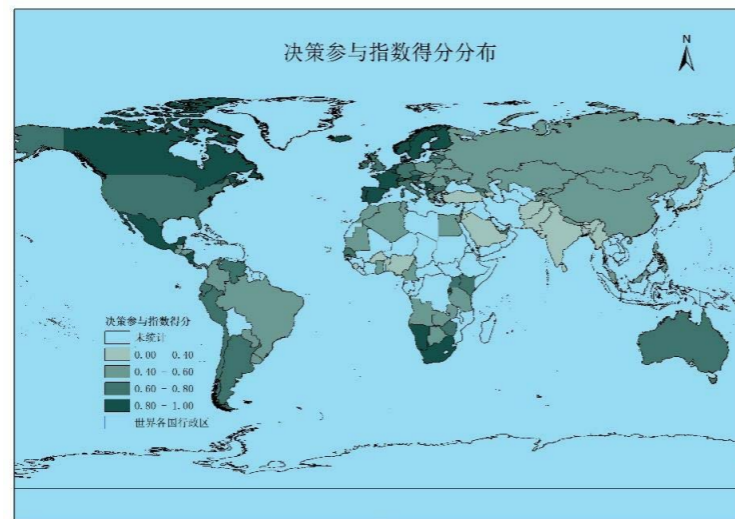 决策参与指数得分分布
N
决策参与指数得分
未统计
0.00 0.40
0.40 - 0.60
0.60 - 0.80
0.80 - 1.00
世界各国行政区